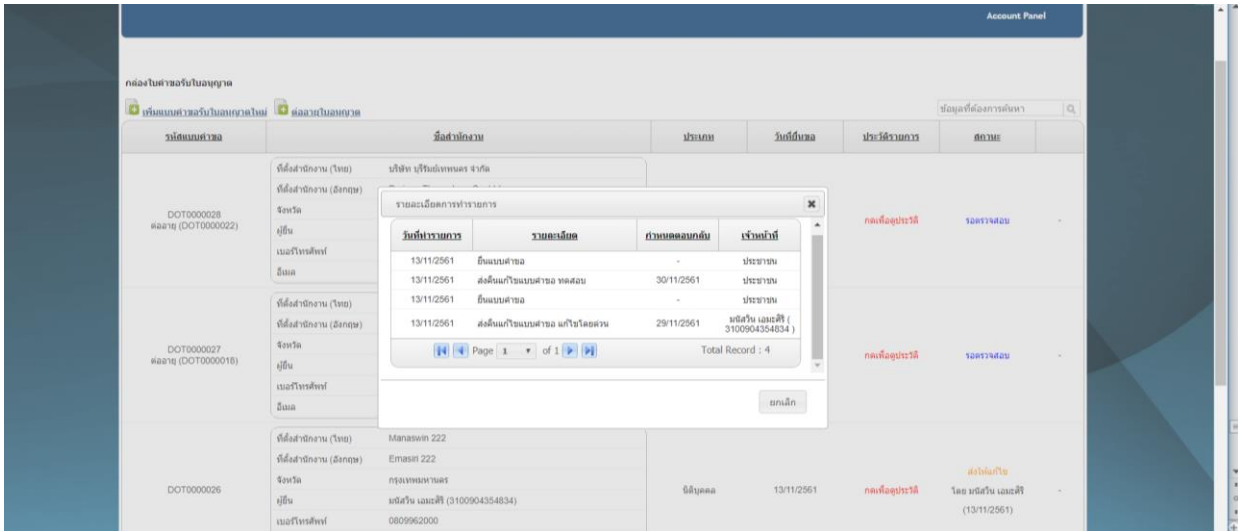 Account Panel
กล่องใบคำขอรับใบอนุญาต
เพิ่มแบบคำขอรับใบอนุญาตใหม่ ต่ออายุใบอนุญาต ข้อมูลที่ต้องการค้นหา
รหัสแบบคำขอ ชื่อสำนักงาน ประเภท วันที่ยื่นขอ ประวัติรายการ สถานะ
ที่ตั้งสำนักงาน (ไทย) บริษัท บุรีรัมย์เทพนคร จำกัด
ที่ตั้งสำนักงาน (อังกฤษ)
จังหวัด
DOT0000028
ต่ออายุ (DOT0000022)
ผู้ยื่น
เบอร์โทรศัพท์
อีเมล
กดเพื่อดูประวัติ รอตรวจสอบ -
รายละเอียดการทำรายการ
วันที่ทำรายการ รายละเอียด กำหนดตอบกลับ เจ้าหน้าที่
13/11/2561 ยื่นแบบคำขอ - ประชาชน
13/11/2561 ส่งคืนแก้ไขแบบคำขอ ทดสอบ 30/11/2561 ประชาชน
13/11/2561 ยื่นแบบคำขอ - ประชาชน
13/11/2561 ส่งคืนแก้ไขแบบคำขอ แก้ไขโดยด่วน 29/11/2561 มนัสวิน เอมะศิริ (
3100904354834 )
Page 1 of 1 Total Record : 4
ยกเลิก
ที่ตั้งสำนักงาน (ไทย)
ที่ตั้งสำนักงาน (อังกฤษ)
จังหวัด
DOT0000027
ต่ออายุ (DOT0000016)
ผู้ยื่น
เบอร์โทรศัพท์
อีเมล
กดเพื่อดูประวัติ รอตรวจสอบ -
ที่ตั้งสำนักงาน (ไทย) Manaswin 222
ที่ตั้งสำนักงาน (อังกฤษ) Emasiri 222
จังหวัด กรุงเทพมหานคร
DOT0000026
ผู้ยื่น มนัสวิน เอมะศิริ (3100904354834)
เบอร์โทรศัพท์ 0809962000
นิติบุคคล 13/11/2561 กดเพื่อดูประวัติ
ส่งให้แก้ไข
โดย มนัสวิน เอมะศิริ -
(13/11/2561)